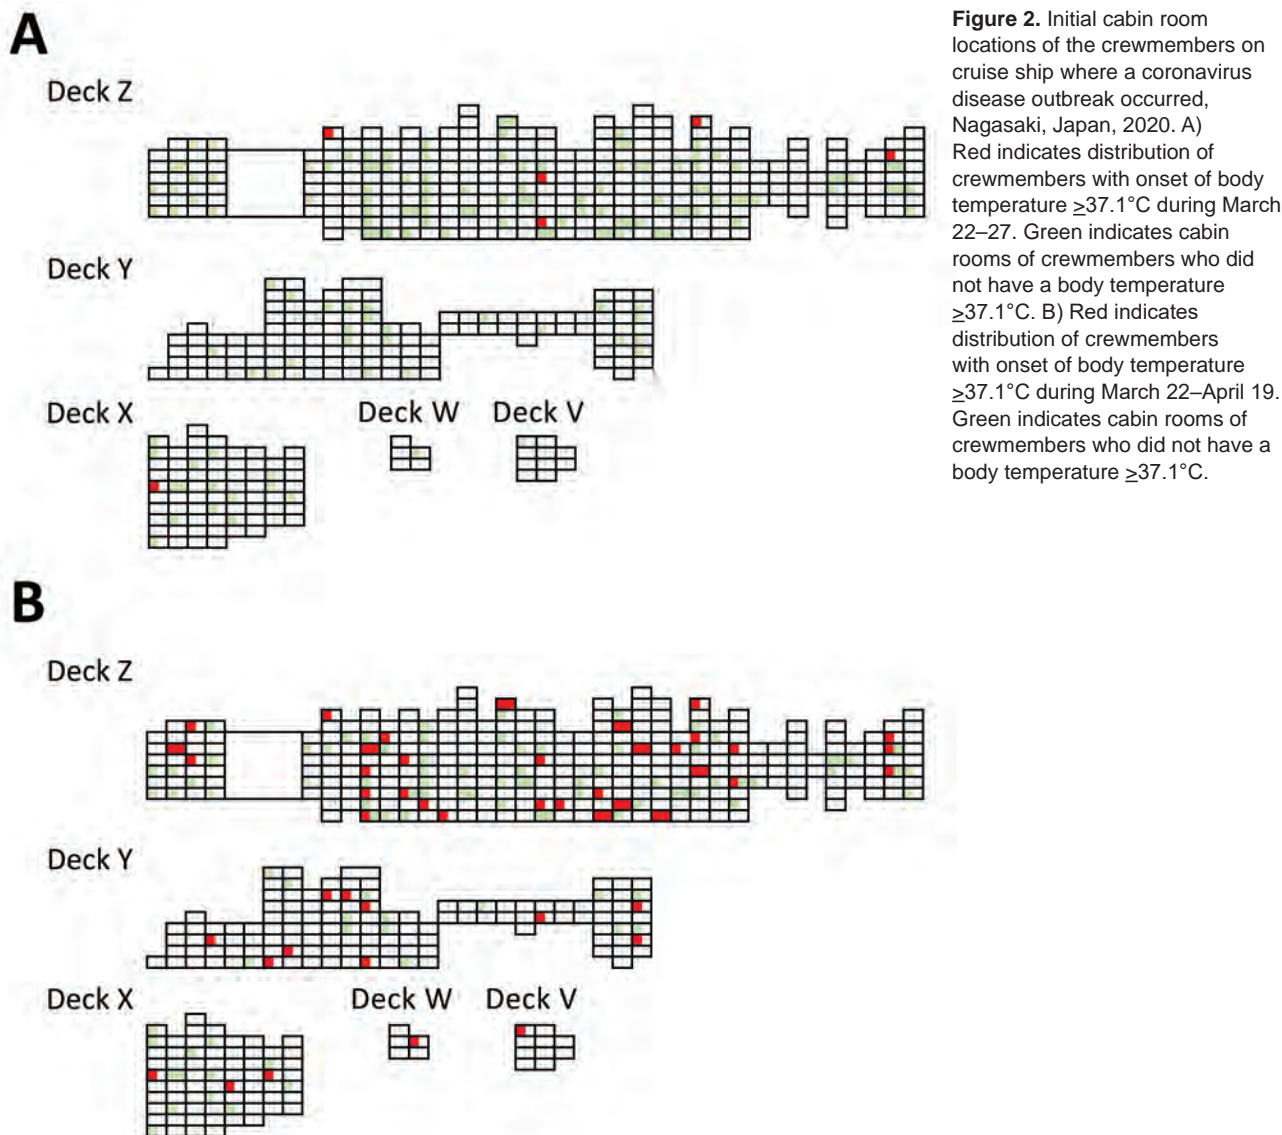 A
Deck Z
Deck Y
Deck X
Deck W
Deck V
B
Deck Z
Deck Y
Deck X
Deck W
Deck V
Figure 2. Initial cabin room
locations of the crewmembers on
cruise ship where a coronavirus
disease outbreak occurred,
Nagasaki, Japan, 2020. A)
Red indicates distribution of
crewmembers with onset of body
temperature ≥37.1°C during March
22–27. Green indicates cabin
rooms of crewmembers who did
not have a body temperature
≥37.1°C. B) Red indicates
distribution of crewmembers
with onset of body temperature
≥37.1°C during March 22–April 19.
Green indicates cabin rooms of
crewmembers who did not have a
body temperature ≥37.1°C.